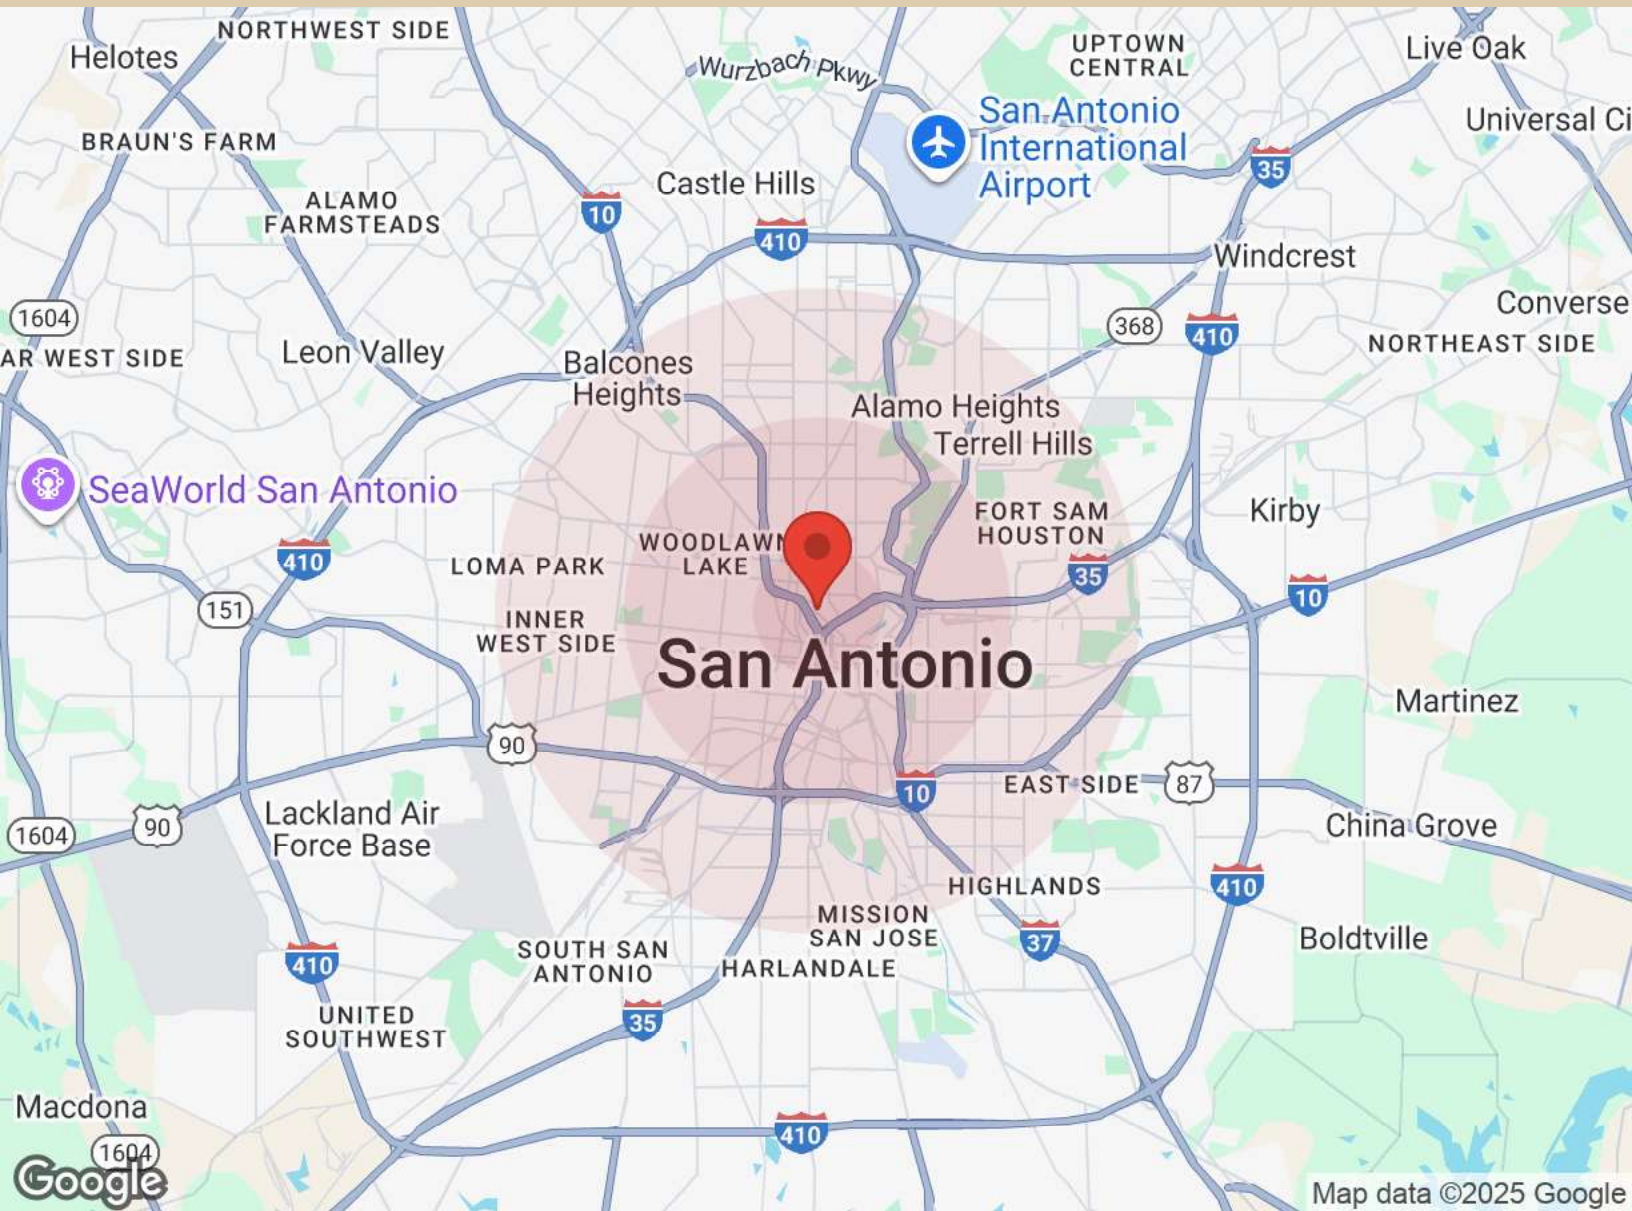 NORTHWEST SIDE
Helotes
Wurzbach Pkwy
UPTOWN
CENTRAL
Live Oak
San Antonio
International
Airport
Universal Ci
BRAUN'S FARM
35
ALAMO
FARMSTEADS
Castle Hills
10
410
Windcrest
1604
Converse
368
410
AR WEST SIDE
Leon Valley
Balcones
Heights
NORTHEAST SIDE
Alamo Heights
Terrell Hills
SeaWorld San Antonio
FORT SAM
HOUSTON
Kirby
WOODLAWN
LAKE
410
LOMA PARK
35
10
151
INNER
WEST SIDE
San Antonio
Martinez
90
10
EAST SIDE
87
Lackland Air
Force Base
90
1604
China Grove
HIGHLANDS
410
MISSION
SAN JOSE
37
Boldtville
SOUTH SAN
ANTONIO
HARLANDALE
410
35
UNITED
SOUTHWEST
Macdona
410
1604
Google
Map data ©2025 Google